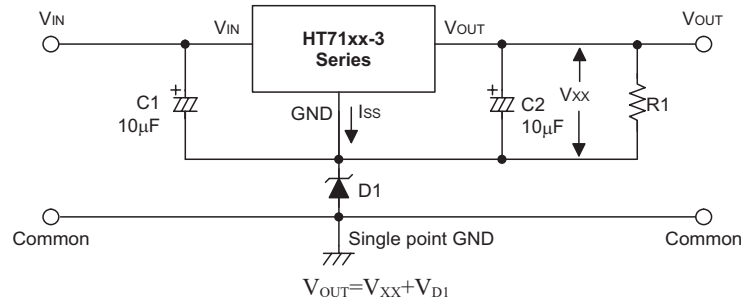 VIN
VOUT
VIN
HT71xx-3
Series
VOUT
+
C1
10µF
GND
ISS
+
C2
10µF
VXX
R1
D1
Common
Single point GND
Common
VOUT=VXX+VD1